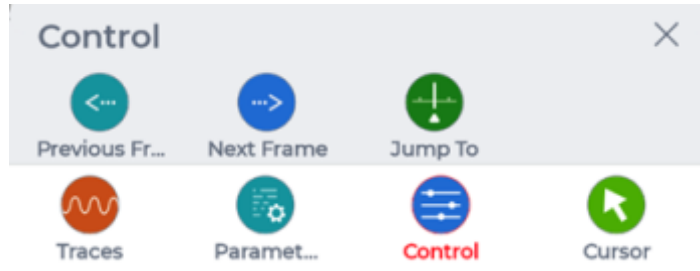 Control
Previous Fr... Next Frame Jump To
Traces Paramet... Control Cursor